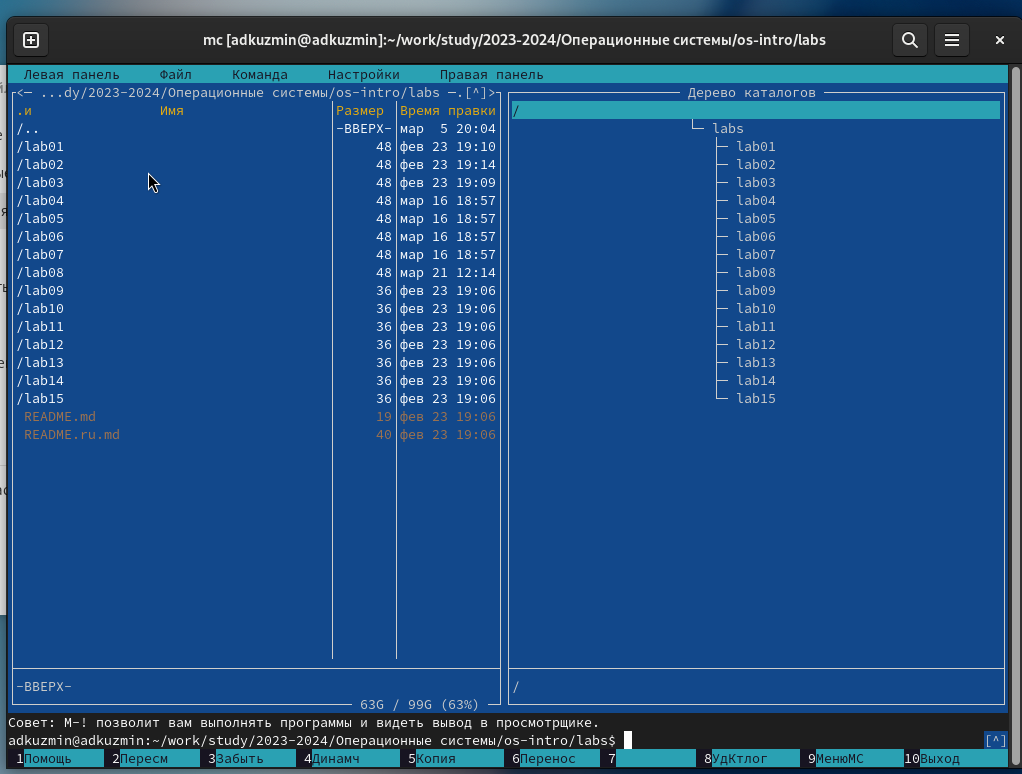 mc [adkuzmin@adkuzmin]:~/work/study/2023-2024/Операционные системы/os-intro/labs
Левая панель Файл Команда Настройки Правая панель
<─ ...dy/2023-2024/Операционные системы/os-intro/labs ─.[^]>
.и Имя Размер Время правки
/.. -ВВЕРХ- мар 5 20:04
/lab01 48 фев 23 19:10
/lab02 48 фев 23 19:14
/lab03 48 фев 23 19:09
/lab04 48 мар 16 18:57
/lab05 48 мар 16 18:57
/lab06 48 мар 16 18:57
/lab07 48 мар 16 18:57
/lab08 48 мар 21 12:14
/lab09 36 фев 23 19:06
/lab10 36 фев 23 19:06
/lab11 36 фев 23 19:06
/lab12 36 фев 23 19:06
/lab13 36 фев 23 19:06
/lab14 36 фев 23 19:06
/lab15 36 фев 23 19:06
README.md 19 фев 23 19:06
README.ru.md 40 фев 23 19:06
-ВВЕРХ-
63G / 99G (63%)
Дерево каталогов
/
labs
lab01
lab02
lab03
lab04
lab05
lab06
lab07
lab08
lab09
lab10
lab11
lab12
lab13
lab14
lab15
/
Совет: M-! позволит вам выполнять программы и видеть вывод в просмотрщике.
adkuzmin@adkuzmin:~/work/study/2023-2024/Операционные системы/os-intro/labs$ [^]
1Помощь 2Пересм 3Забыть 4Динамч 5Копия 6Перенос 7 8УдКтлог 9МенюМС 10Выход